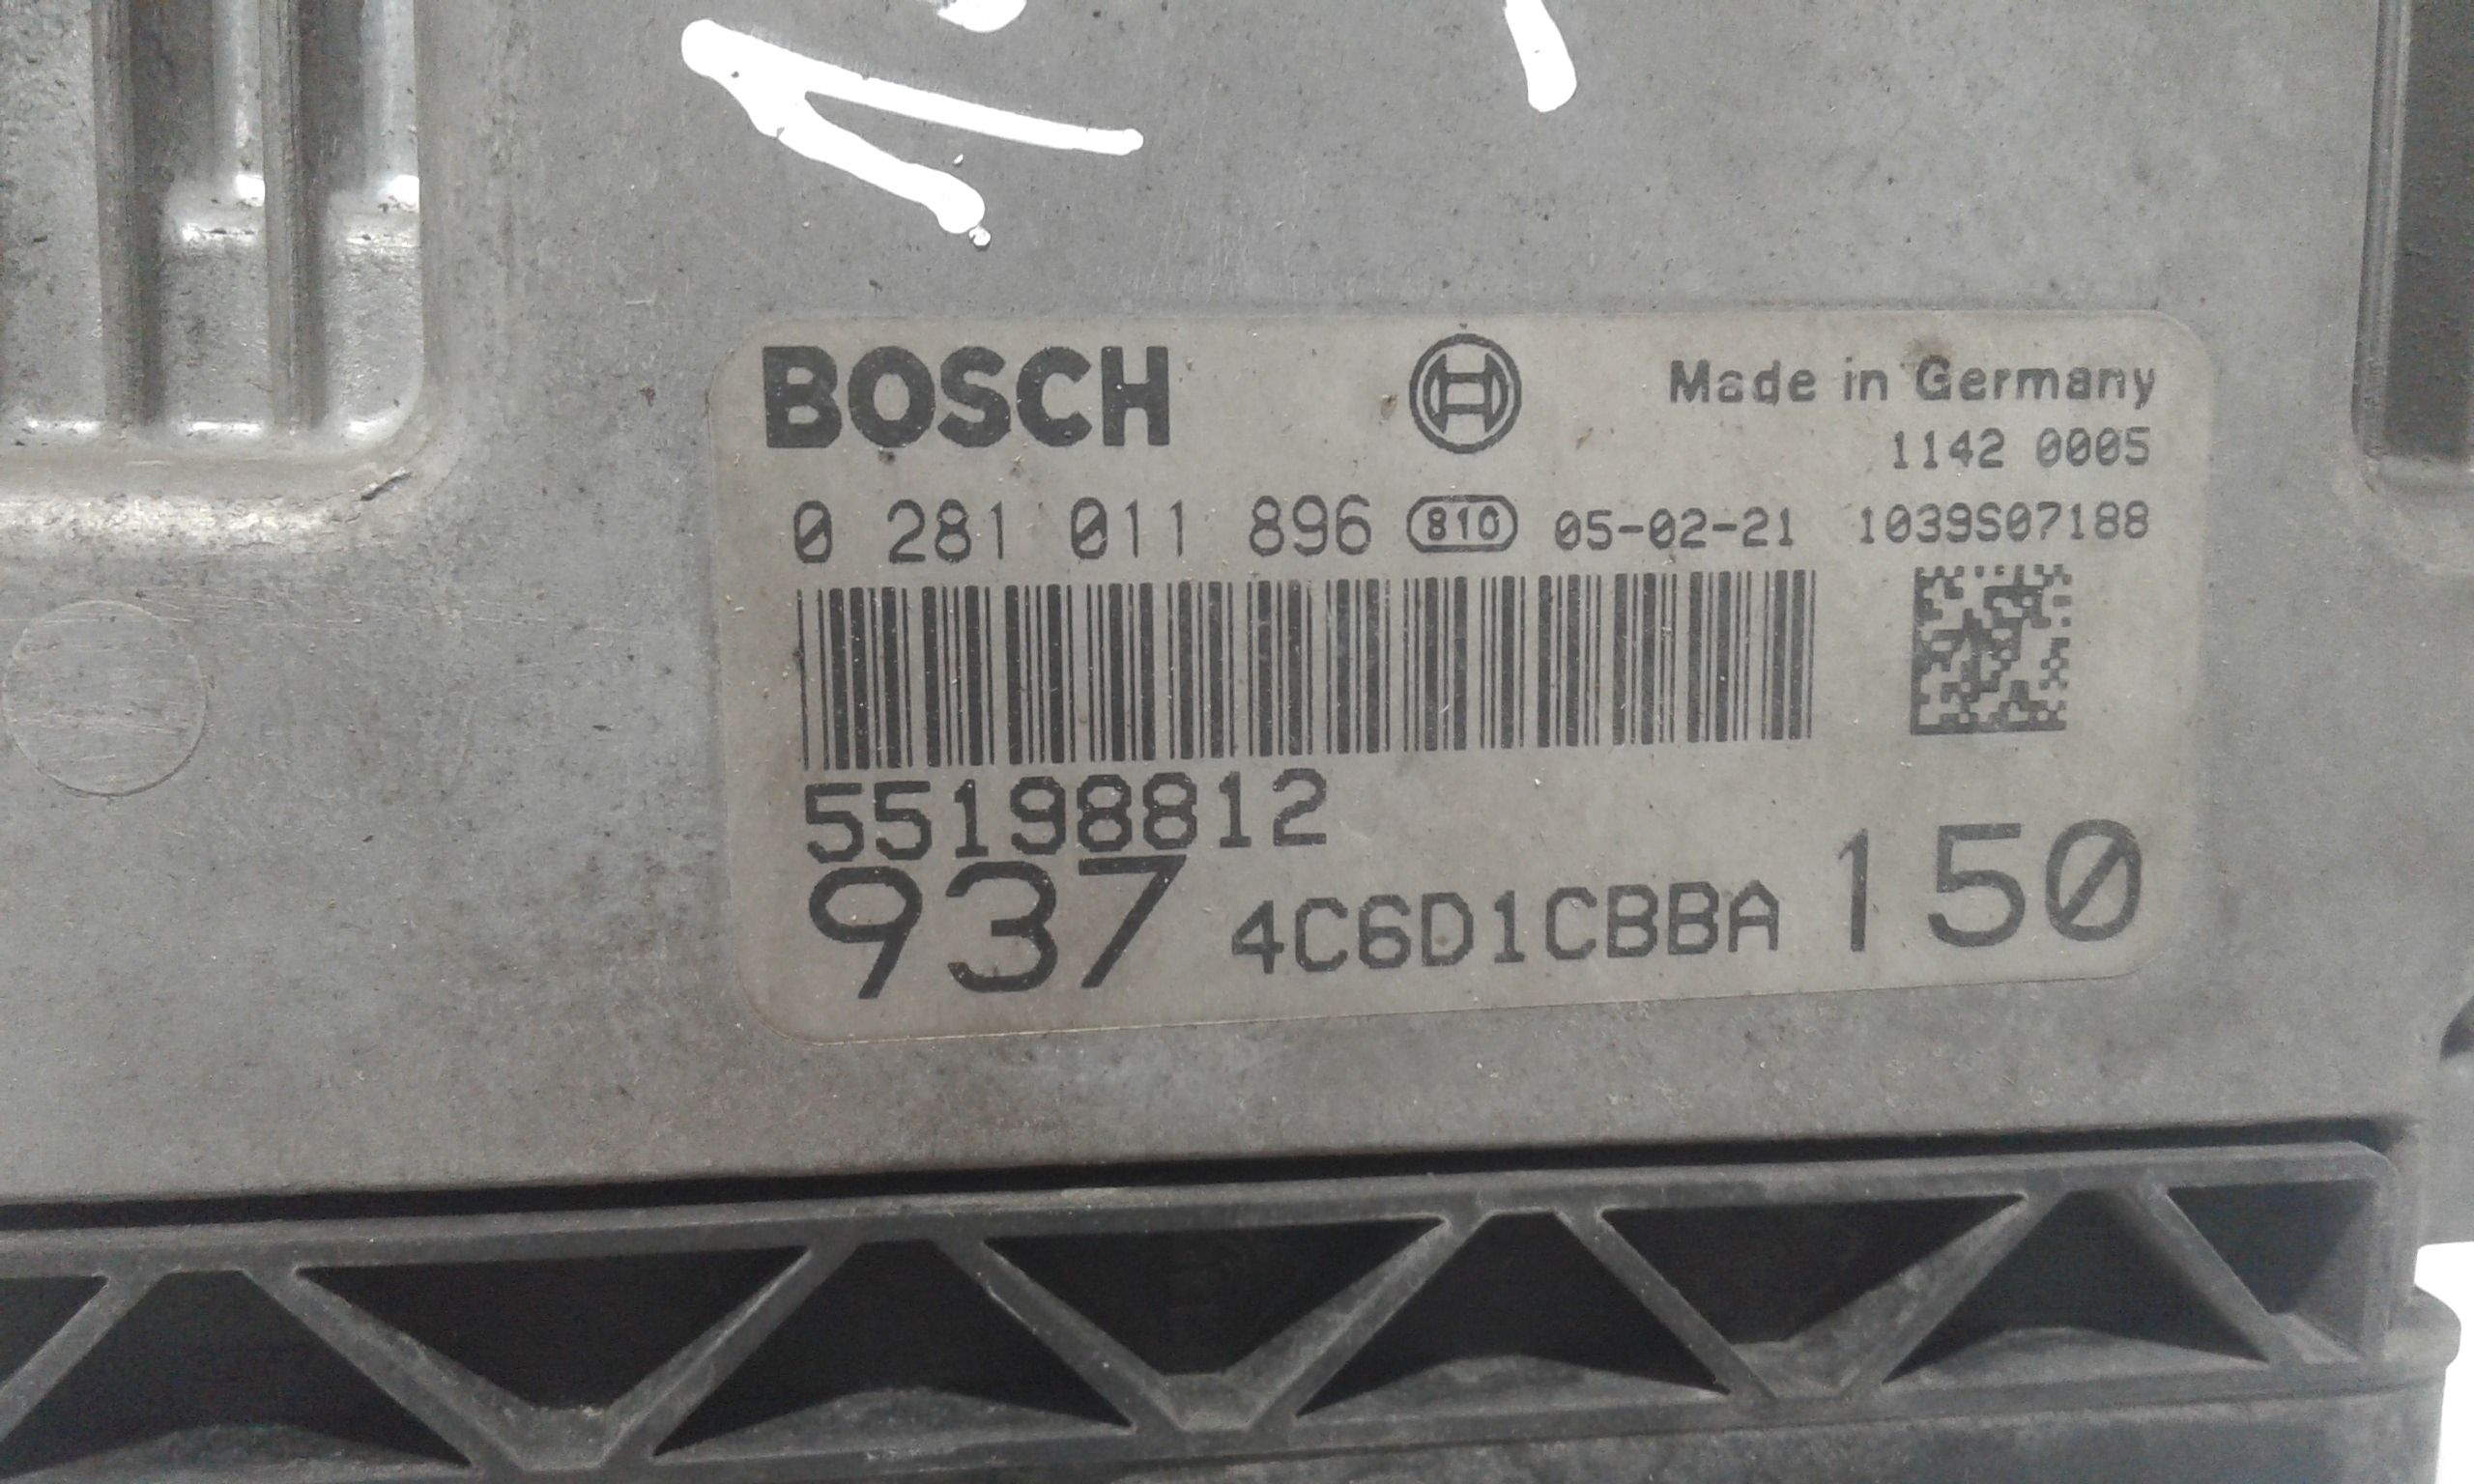 BOSCH Made in Germany
1142 0005
0 281 011 896 810 05-02-21 1039S07188
55198812
937 4C6D1CBBA 150